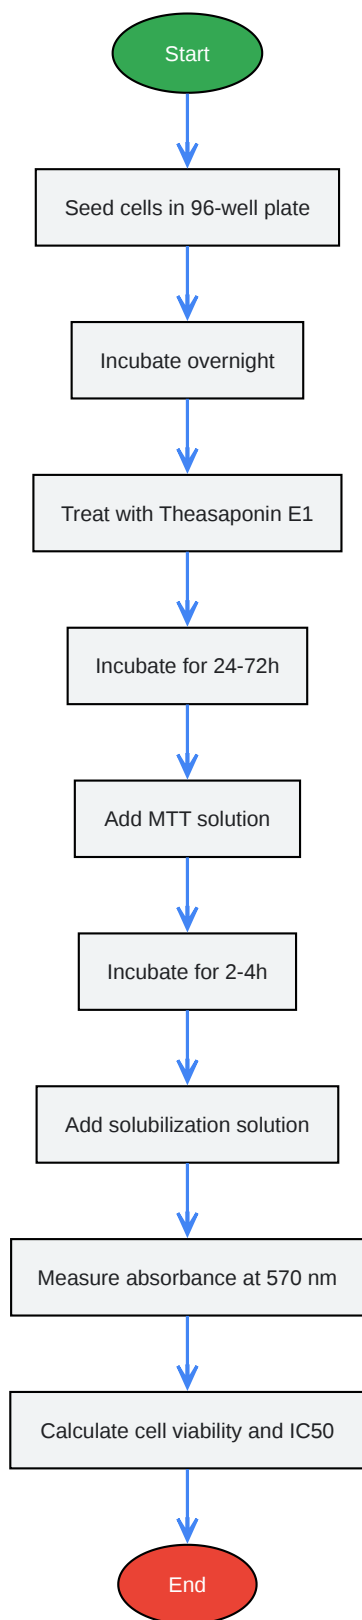 Start
Seed cells in 96-well plate
Incubate overnight
Treat with Theasaponin E1
Incubate for 24-72h
Add MTT solution
Incubate for 2-4h
Add solubilization solution
Measure absorbance at 570 nm
Calculate cell viability and IC50
End